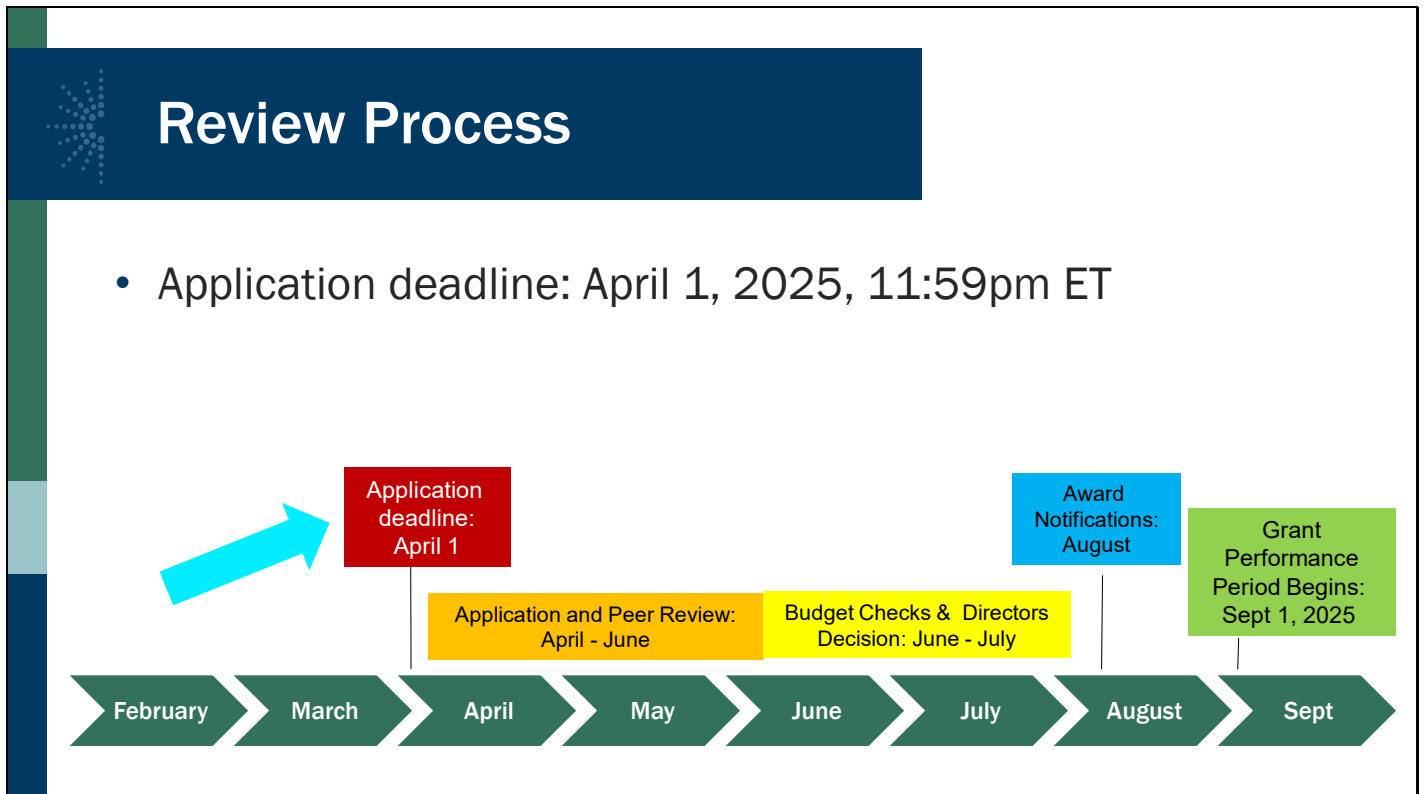 Review Process
• Application deadline: April 1, 2025, 11:59pm ET
Application
deadline:
April 1
Award
Notifications:
August
Grant
Performance
Period Begins:
Sept 1, 2025
Application and Peer Review:
April - June
Budget Checks & Directors
Decision: June - July
February March April May June July August Sept